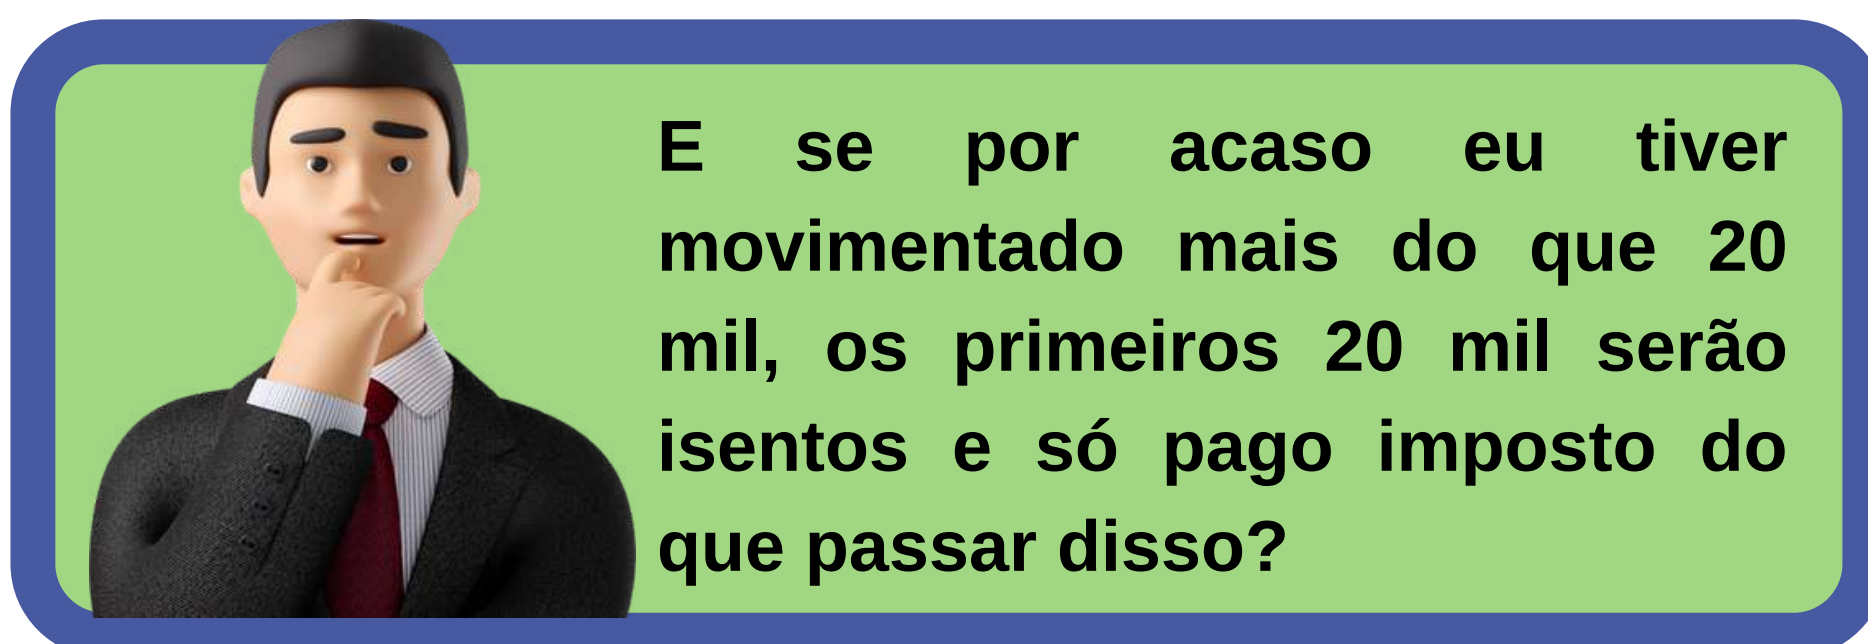 E se por acaso eu tiver
movimentado mais do que 20
mil, os primeiros 20 mil serão
isentos e só pago imposto do
que passar disso?